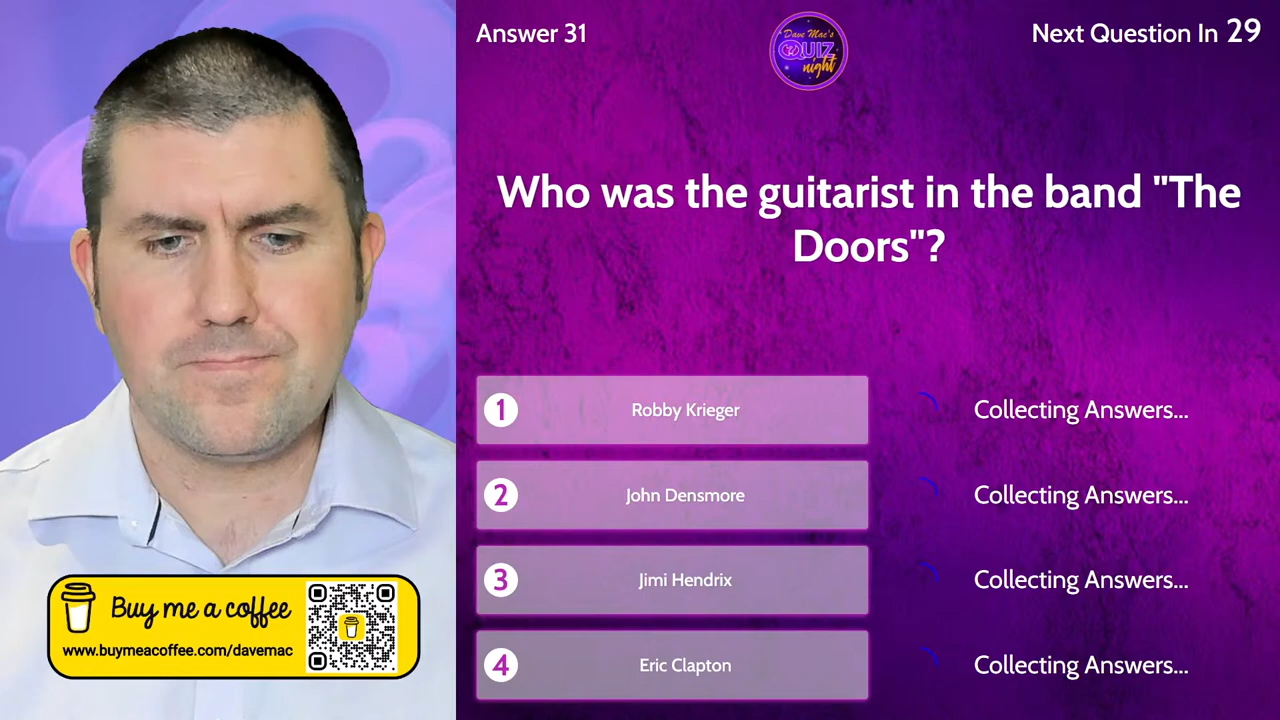 Answer 31
Dave Mac's
QUIZ
night
Next Question In 29
Who was the guitarist in the band "The
Doors"?
1 Robby Krieger Collecting Answers...
2 John Densmore Collecting Answers...
3 Jimi Hendrix Collecting Answers...
4 Eric Clapton Collecting Answers...
Buy me a coffee
www.buymeacoffee.com/davemac